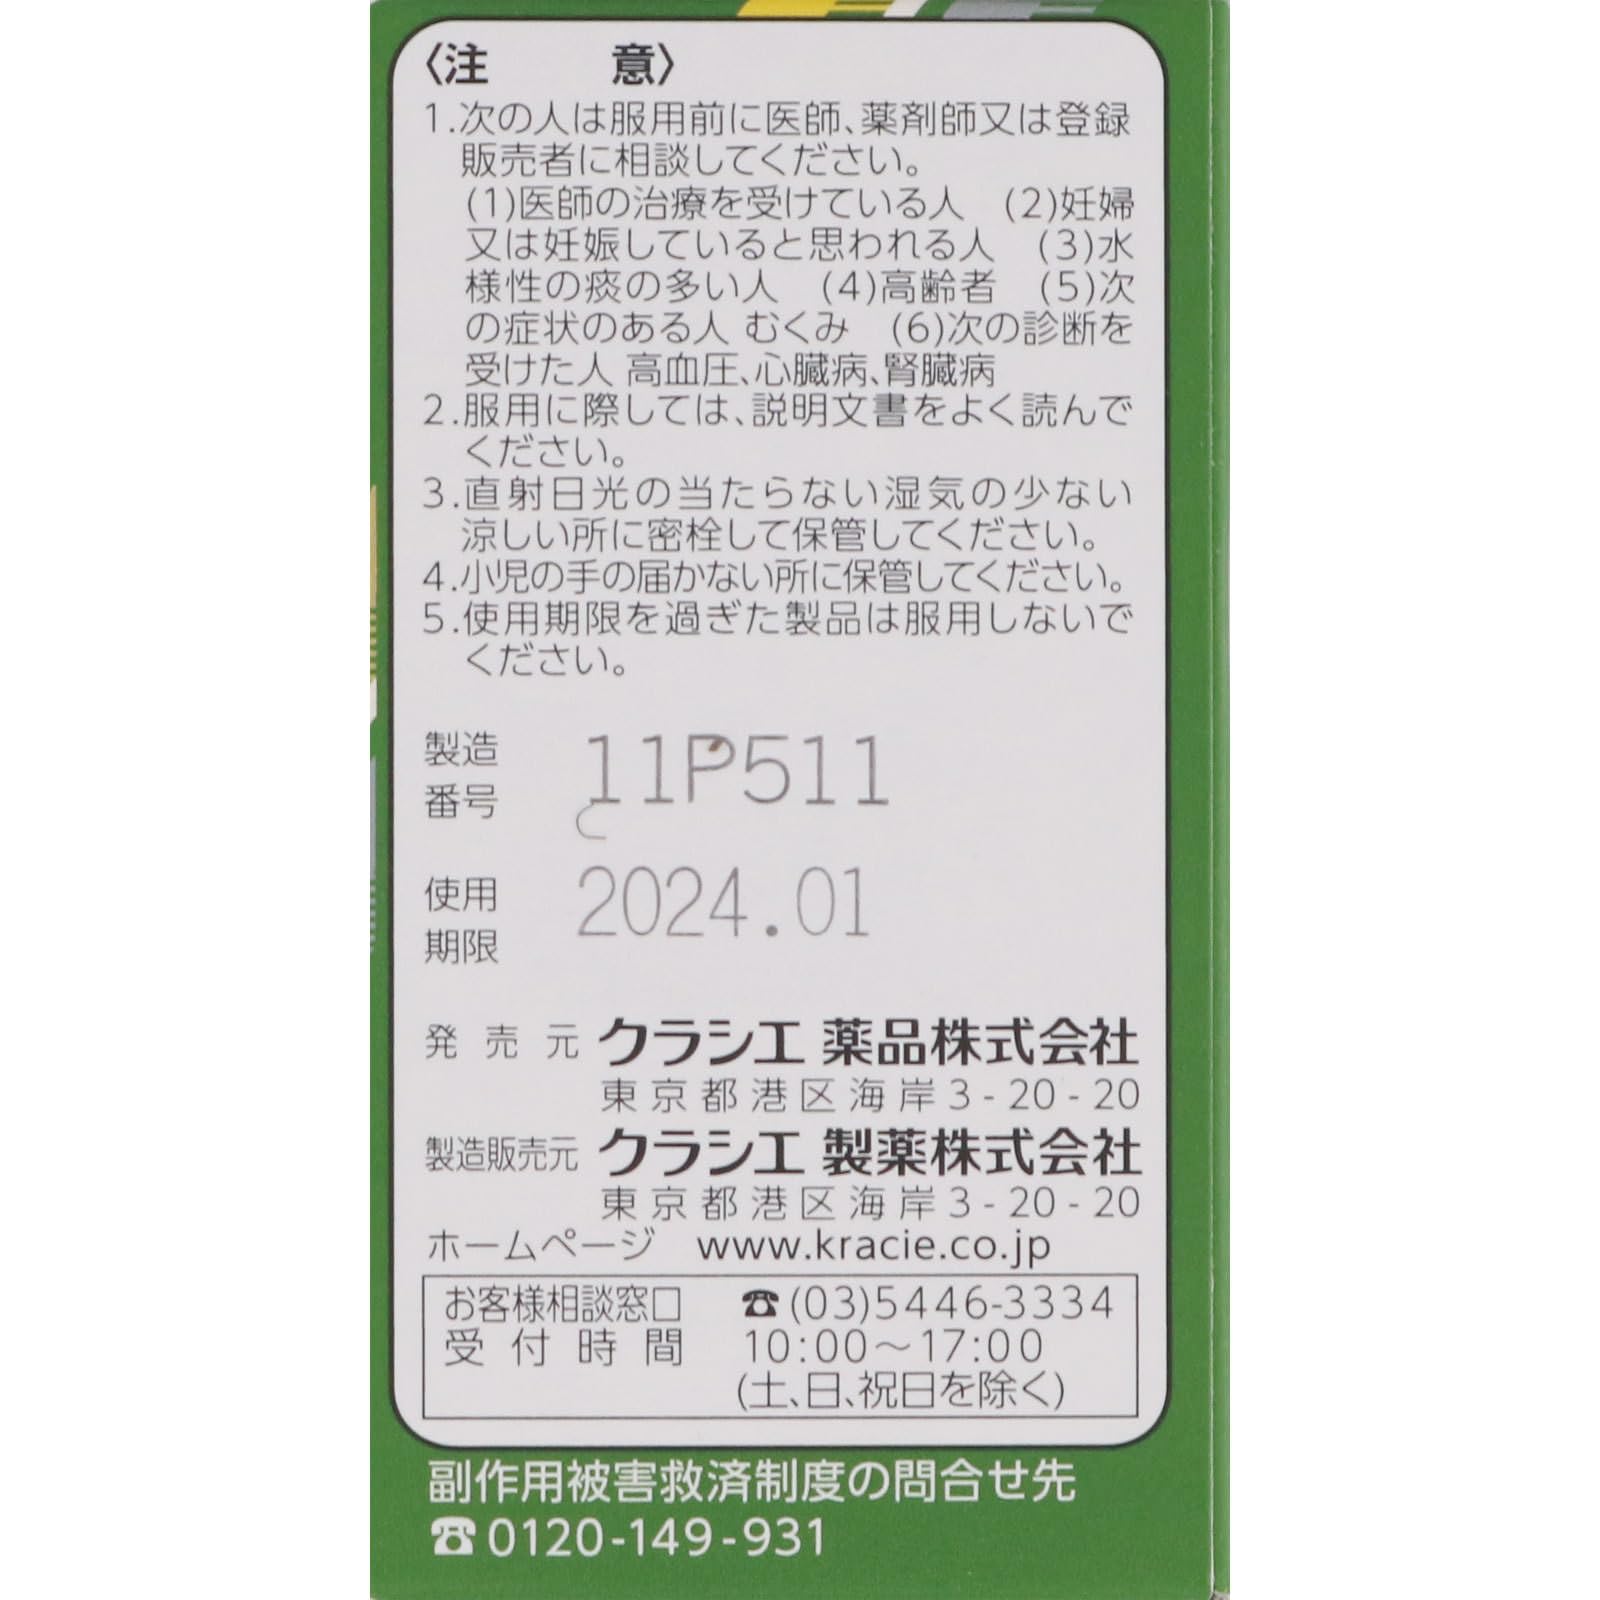 〈注　意〉
1.次の人は服用前に医師、薬剤師又は登録
販売者に相談してください。
(1)医師の治療を受けている人　(2)妊婦
又は妊娠していると思われる人　(3)水
様性の痰の多い人　(4)高齢者　(5)次
の症状のある人 むくみ　(6)次の診断を
受けた人 高血圧、心臓病、腎臓病
2.服用に際しては、説明文書をよく読んで
ください。
3.直射日光の当たらない湿気の少ない
涼しい所に密栓して保管してください。
4.小児の手の届かない所に保管してください。
5.使用期限を過ぎた製品は服用しないで
ください。
製造
番号 11P511
使用
期限 2024.01
発売元 クラシエ 薬品株式会社
東京都港区海岸3-20-20
製造販売元 クラシエ 製薬株式会社
東京都港区海岸3-20-20
ホームページ www.kracie.co.jp
お客様相談窓口 ☎(03)5446-3334
受付時間 10:00～17:00
(土、日、祝日を除く)
副作用被害救済制度の問合せ先
☎0120-149-931